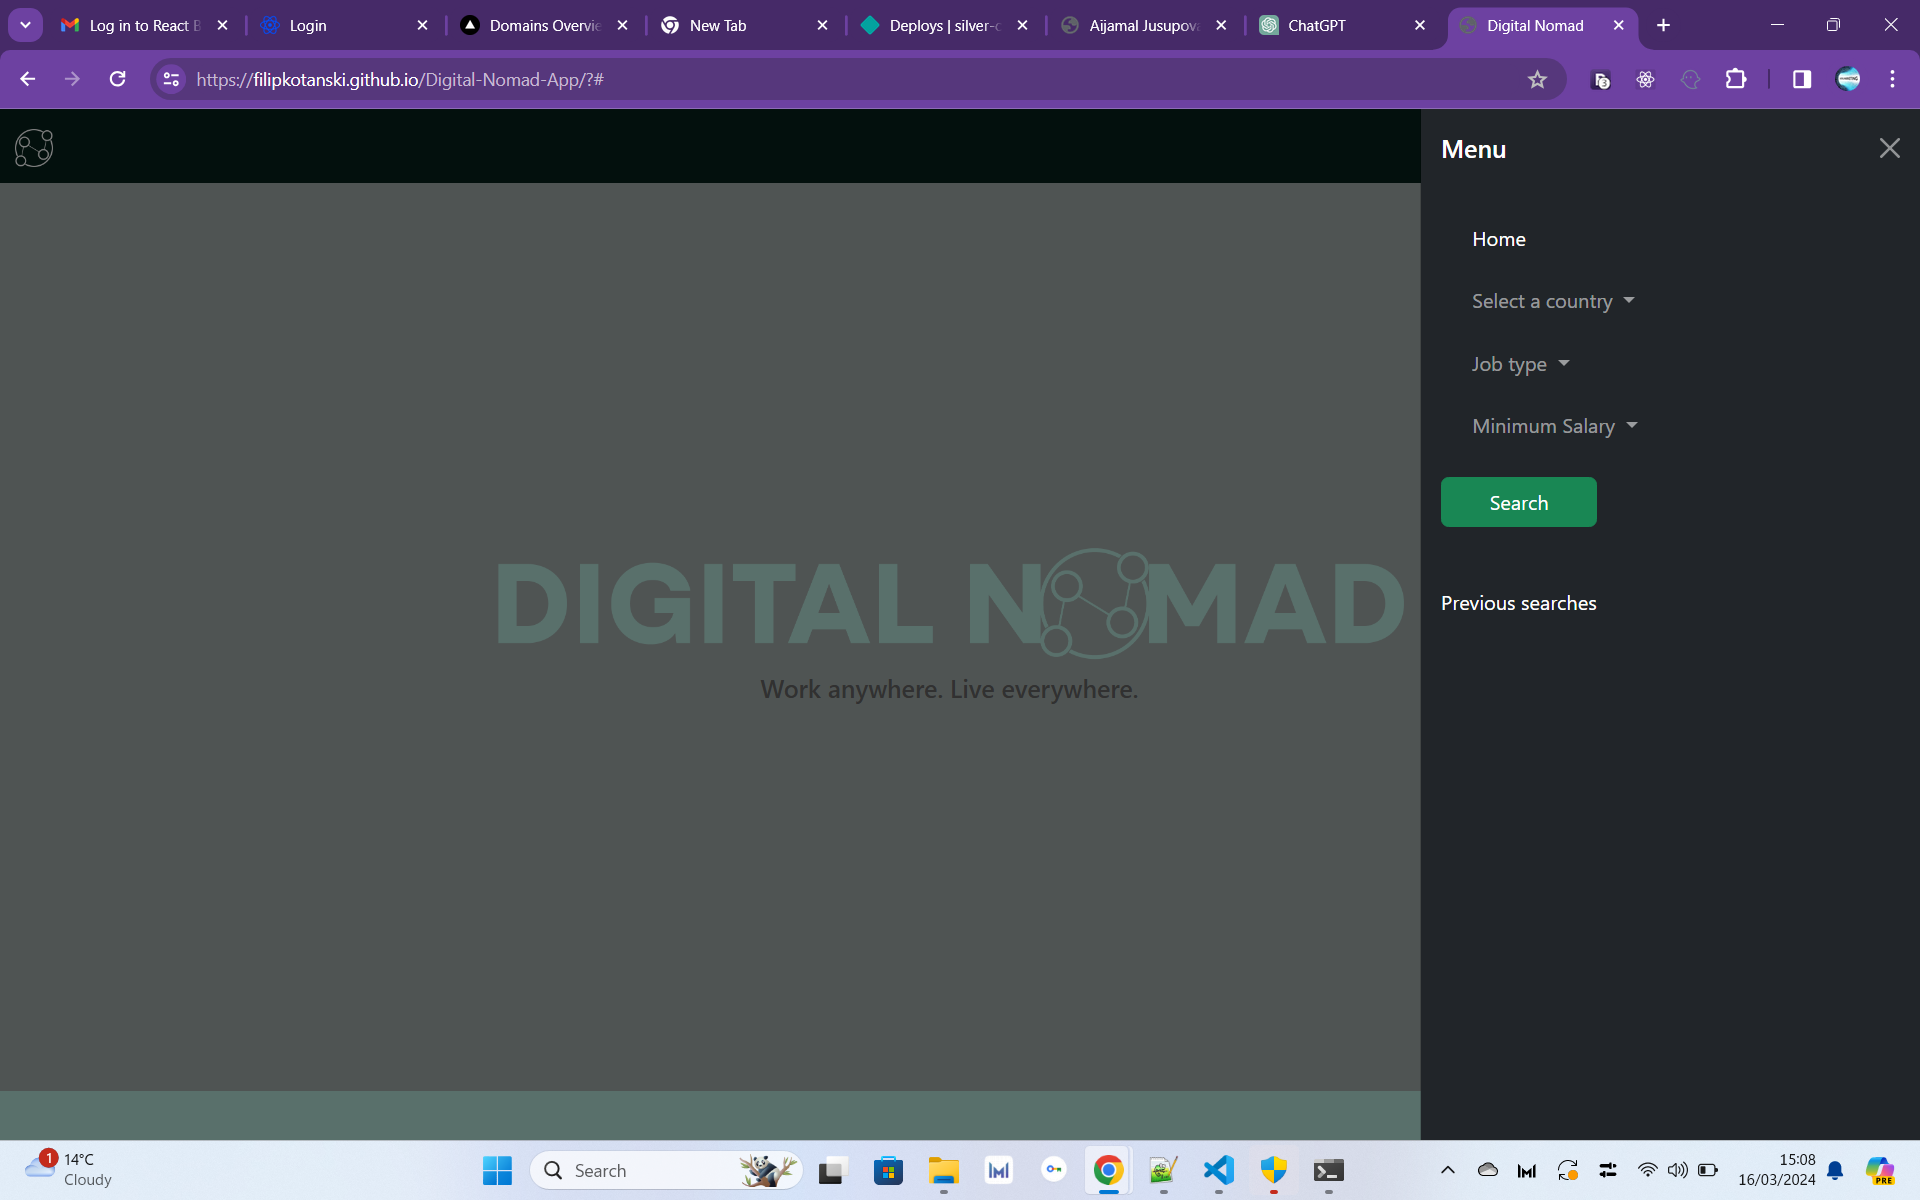 Log in to React B
Login
Domains Overvie
New Tab
Deploys | silver-c
Aijamal Jusupova
ChatGPT
Digital Nomad
https://filipkotanski.github.io/Digital-Nomad-App/?#
Menu
Home
Select a country
Job type
Minimum Salary
Search
DIGITAL NOMAD
Work anywhere. Live everywhere.
Previous searches
1
14°C
Cloudy
Search
15:08
16/03/2024
PRE